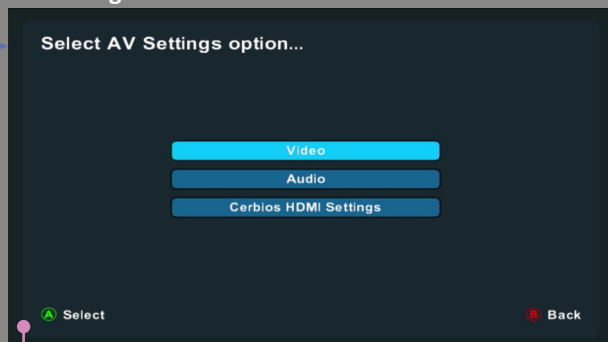 Select AV Settings option...
Video
Audio
Cerbios HDMI Settings
A Select
B Back